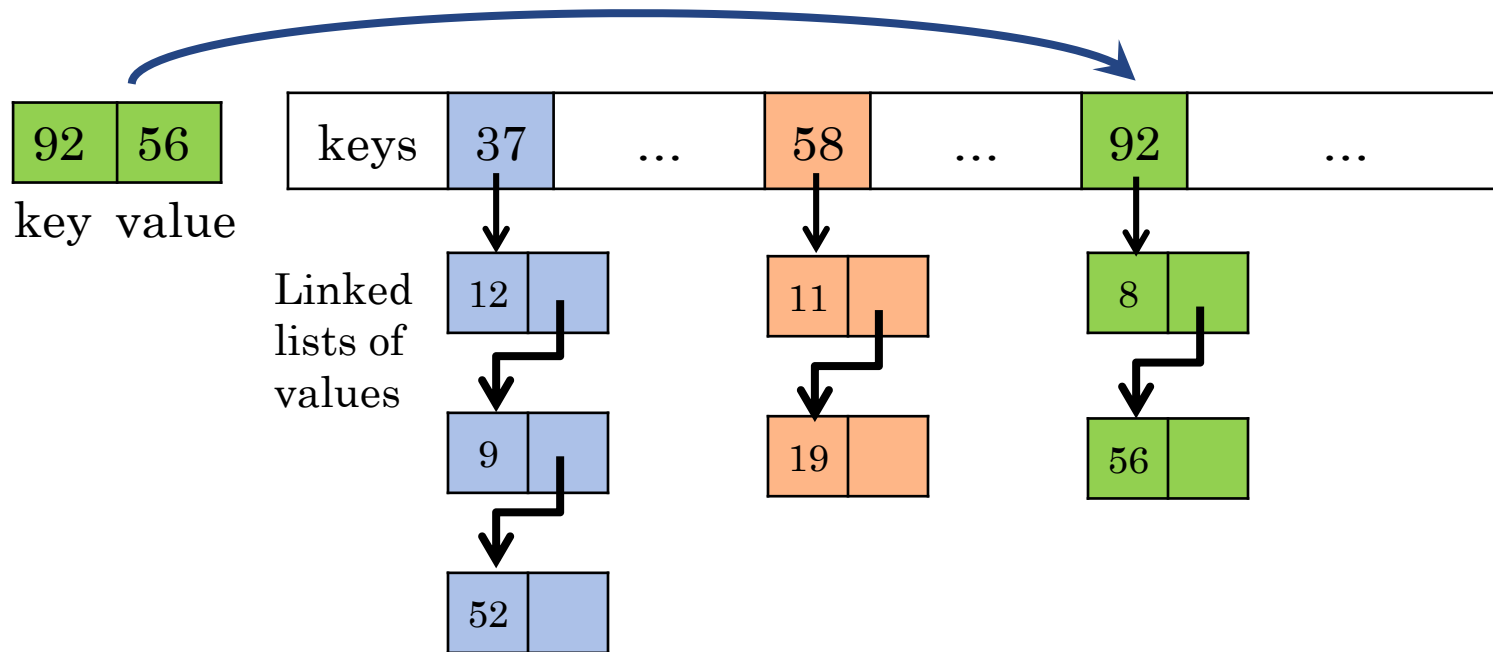 92 56
key value
keys 37 ... 58 ... 92 ...
Linked
lists of
values
12
11
8
9
19
56
52